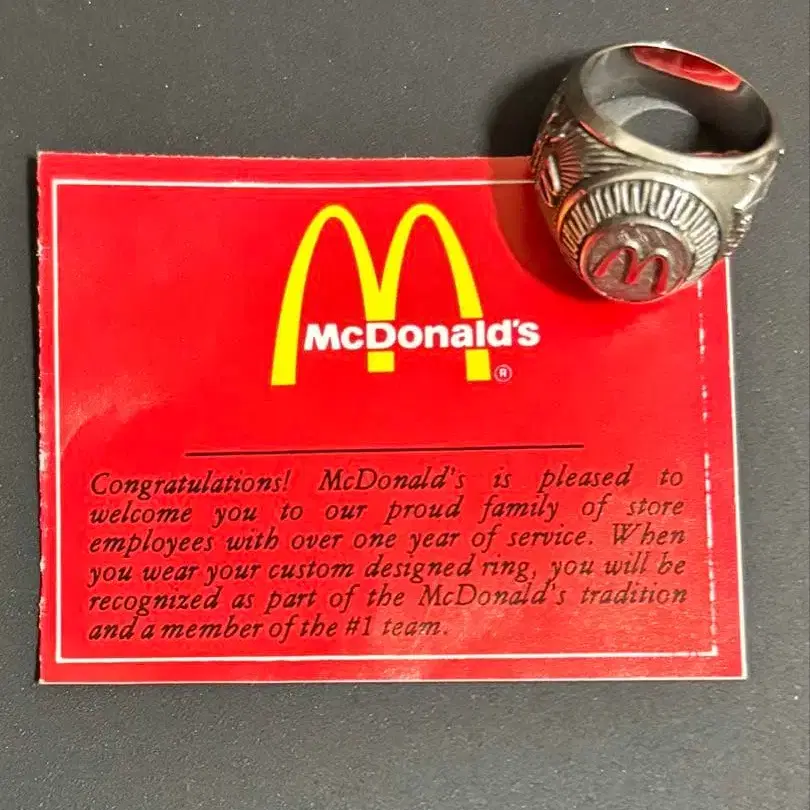 McDonald's
®
Congratulations! McDonald's is pleased to
welcome you to our proud family of store
employees with over one year of service. When
you wear your custom designed ring, you will be
recognized as part of the McDonald's tradition
and a member of the #1 team.